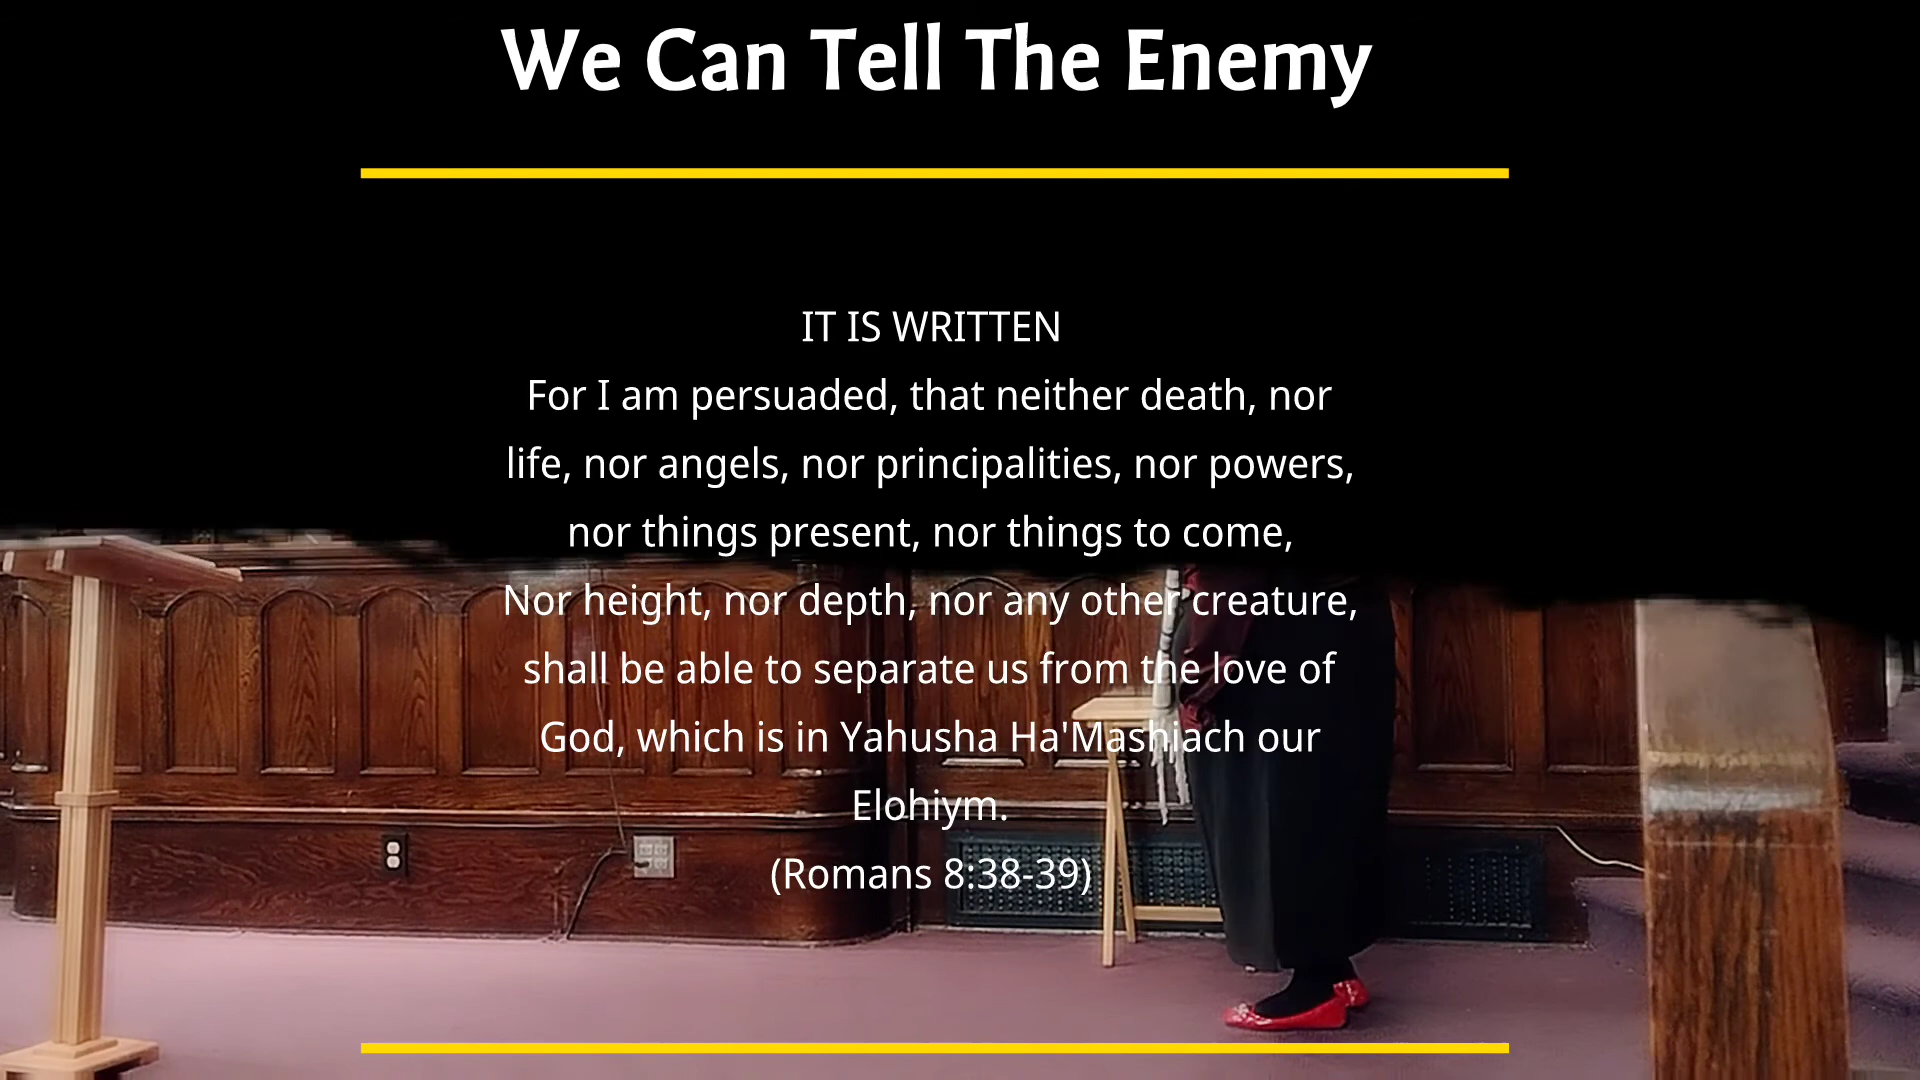 We Can Tell The Enemy
IT IS WRITTEN
For I am persuaded, that neither death, nor
life, nor angels, nor principalities, nor powers,
nor things present, nor things to come,
Nor height, nor depth, nor any other creature,
shall be able to separate us from the love of
God, which is in Yahusha Ha'Mashiach our
Elohiym.
(Romans 8:38-39)